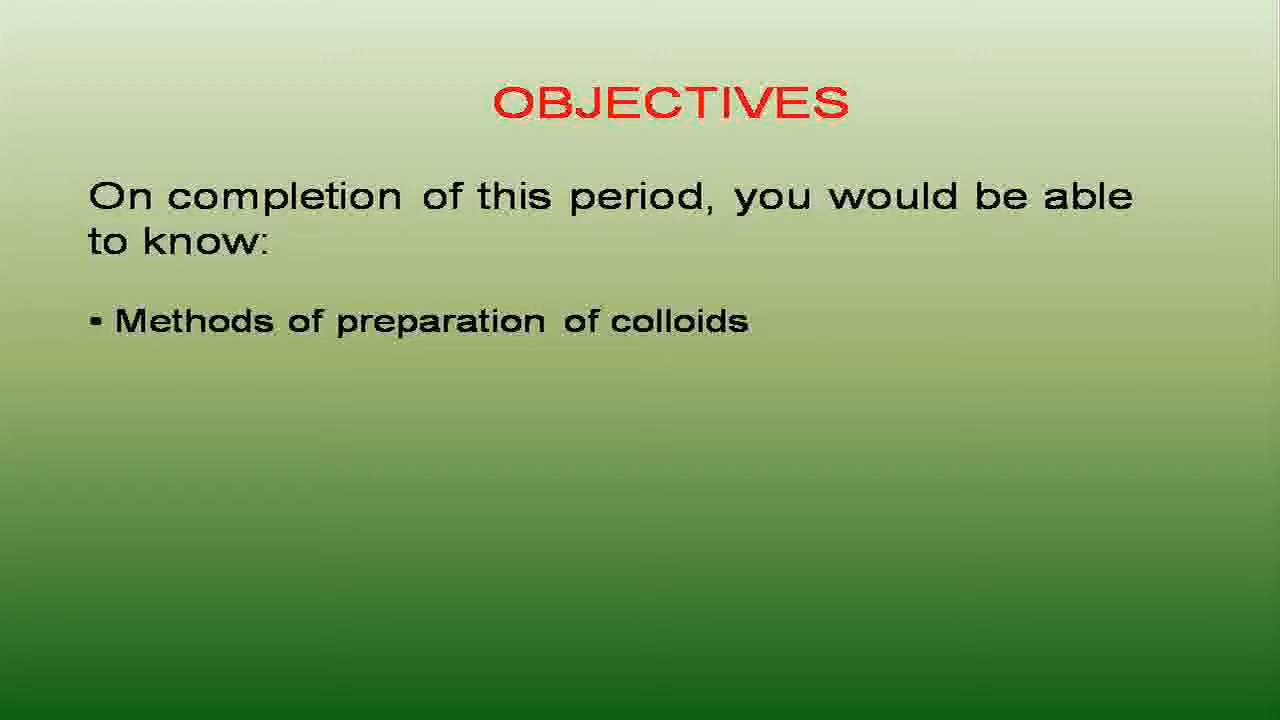 OBJECTIVES
On completion of this period, you would be able
to know:
• Methods of preparation of colloids